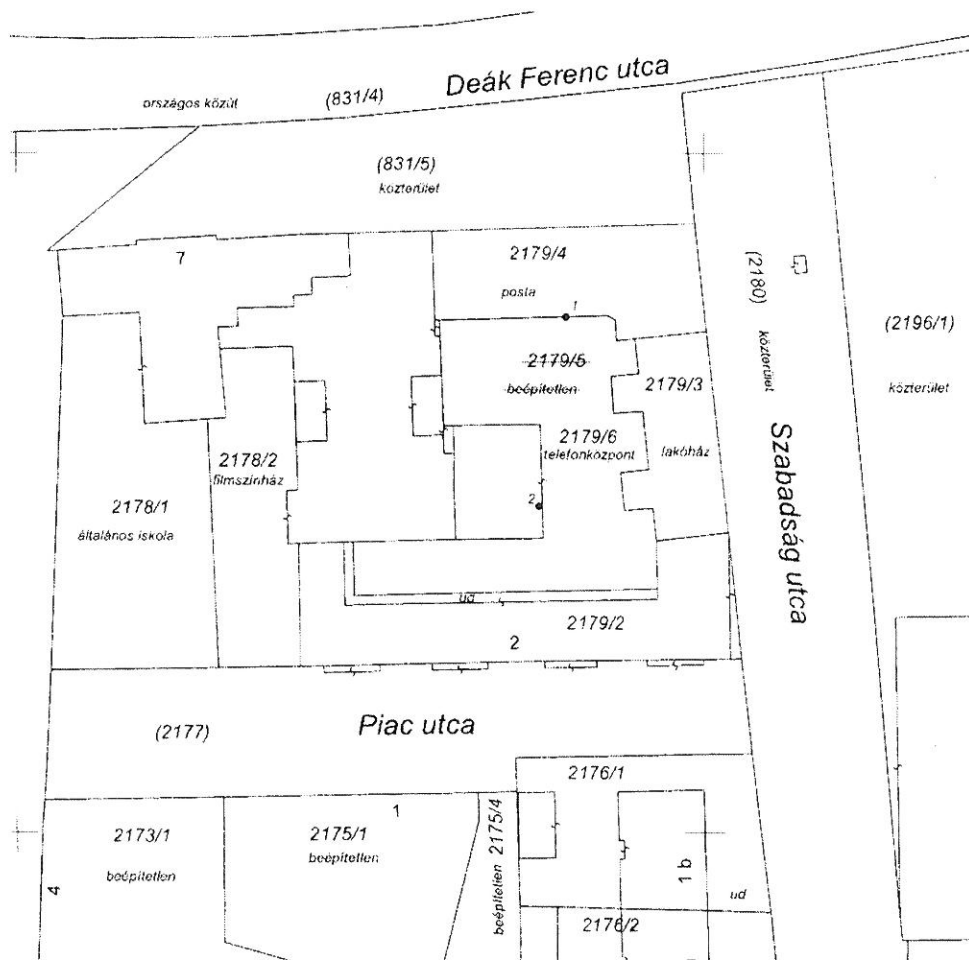 Deák Ferenc utca
(831/4)
országos közút
(831/5)
közterület
7
2179/4
posta
1
(2180)
közterület
(2196/1)
közterület
2179/5
beépítetlen
2179/3
lakóház
2179/6
telefonközpont
2178/2
filmszínház
2178/1
általános iskola
2
Szabadság utca
ud
2179/2
2
Piac utca
(2177)
2176/1
1
2173/1
beépítetlen
2175/1
beépítetlen
beépítetlen 2175/4
4
1 b
ud
2176/2